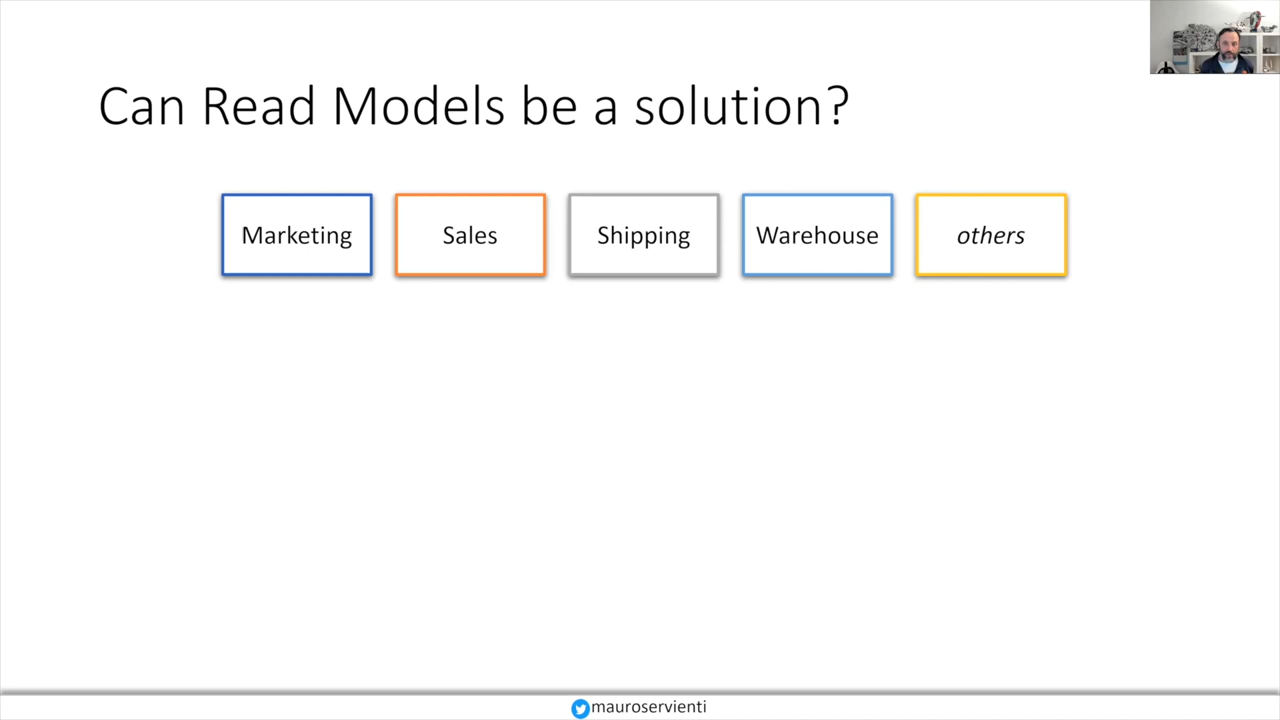 Can Read Models be a solution?
Marketing
Sales
Shipping
Warehouse
others
mauroservienti